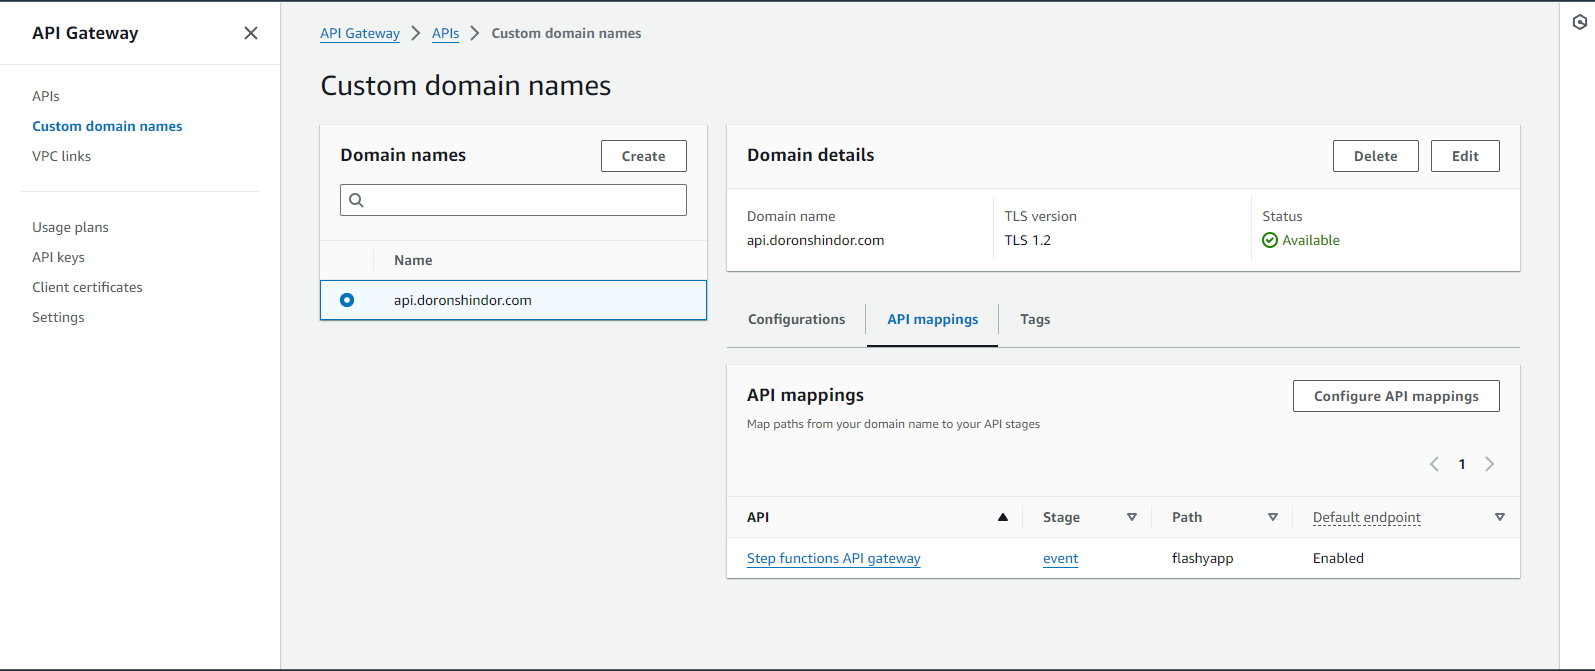 API Gateway
APIs
Custom domain names
VPC links
Usage plans
API keys
Client certificates
Settings
API Gateway > APIs > Custom domain names
Custom domain names
Domain names
Create
Name
api.doronshindor.com
Domain details
Delete Edit
Domain name TLS version Status
api.doronshindor.com TLS 1.2 Available
Configurations API mappings Tags
API mappings
Configure API mappings
Map paths from your domain name to your API stages
1
API Stage Path Default endpoint
Step functions API gateway event flashyapp Enabled